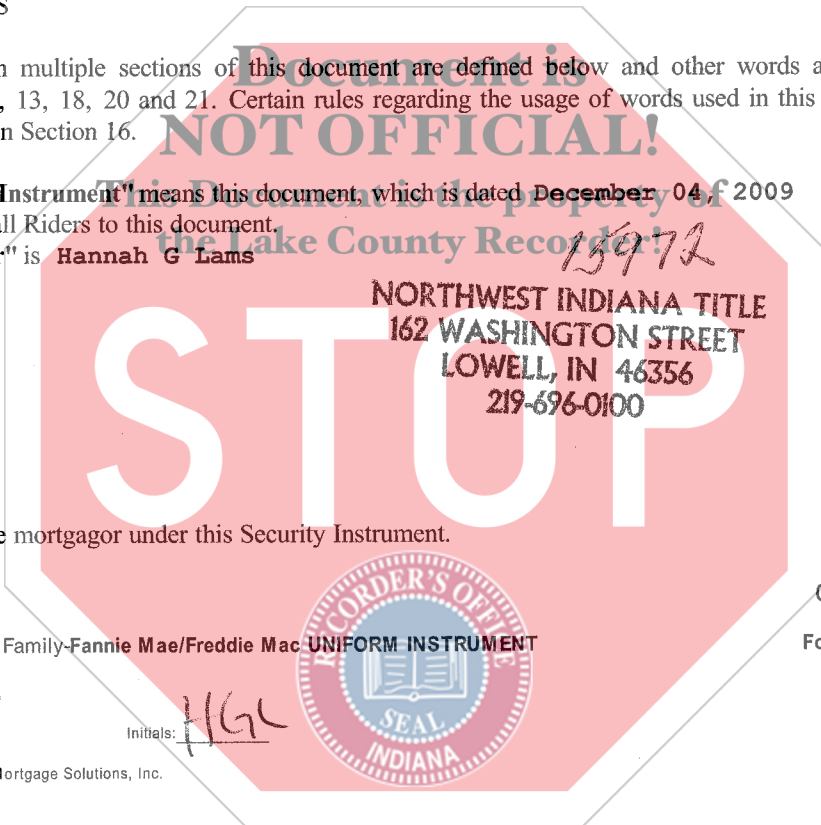 S
n multiple sections of this document are defined below and other words a
, 13, 18, 20 and 21. Certain rules regarding the usage of words used in this
n Section 16.
Document is
NOT OFFICIAL!
This Document is the property of
the Lake County Recorder!
Instrument" means this document, which is dated December 04, 2009
ll Riders to this document.
r" is Hannah G Lams
15972
NORTHWEST INDIANA TITLE
162 WASHINGTON STREET
LOWELL, IN 46356
219-696-0100
STOP
e mortgagor under this Security Instrument.
Family-Fannie Mae/Freddie Mac UNIFORM INSTRUMENT
Fo
RECORDER'S OFFICE
SEAL
INDIANA
Initials: HGL
ortgage Solutions, Inc.